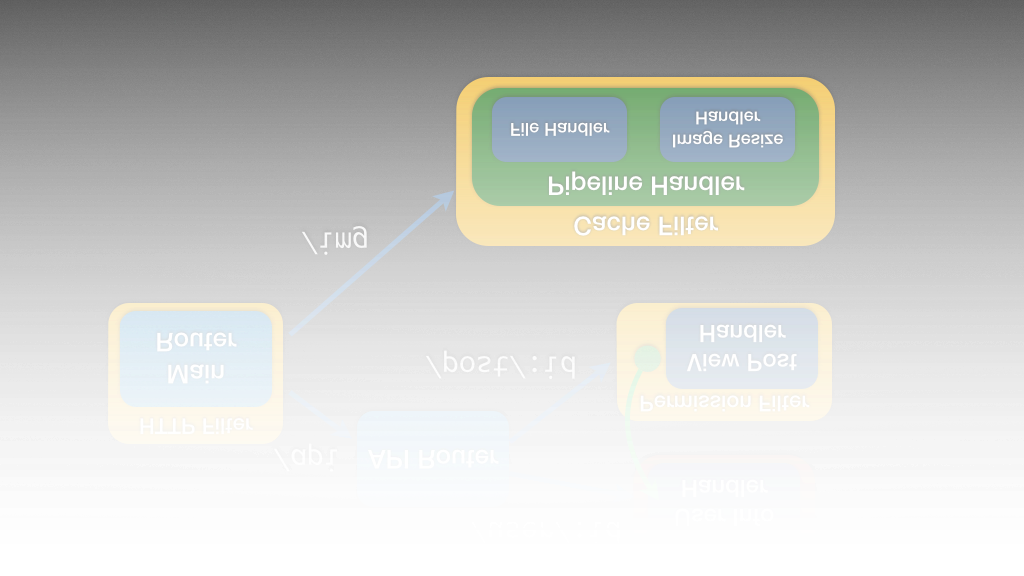 File Handler
Image Resize
Handler
Pipeline Handler
Cache Filter
/img
Main
Router
HTTP Filter
/post/:id
View Post
Handler
Permission Filter
/api
API Router
User Info
Handler